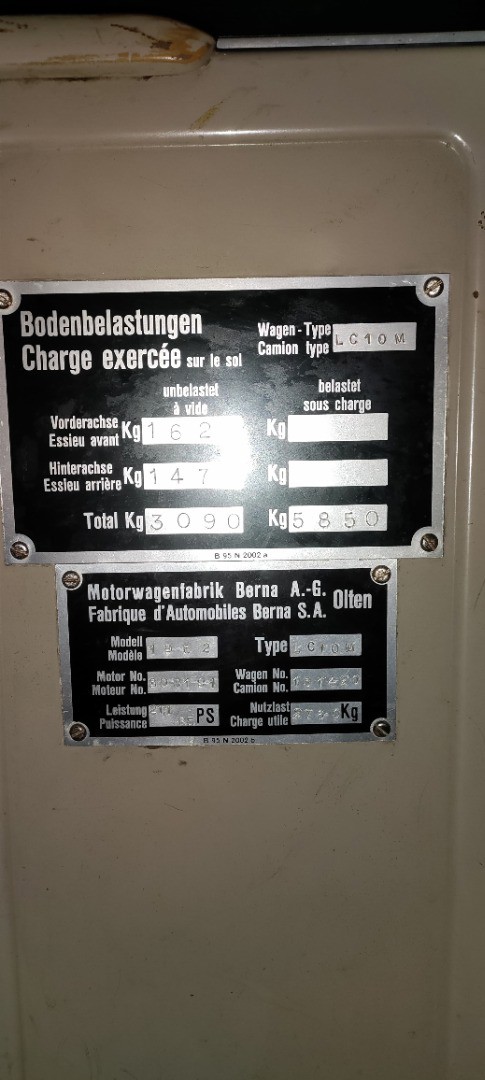 Bodenbelastungen
Charge exercée sur le sol
Wagen-Type
Camion type LC10M
unbelastet
à vide
belastet
sous charge
Vorderachse
Essieu avant Kg 162 Kg
Hinterachse
Essieu arrière Kg 147 Kg
Total Kg 3090 Kg 5850
B 95 N 2002 a
Motorwagenfabrik Berna A.-G.
Fabrique d'Automobiles Berna S.A. Olten
Modell
Modèle
Type LC10M
Motor No.
Moteur No.
Wagen No.
Camion No.
Leistung
Puissance PS
Nutzlast
Charge utile Kg
B 95 N 2002 b